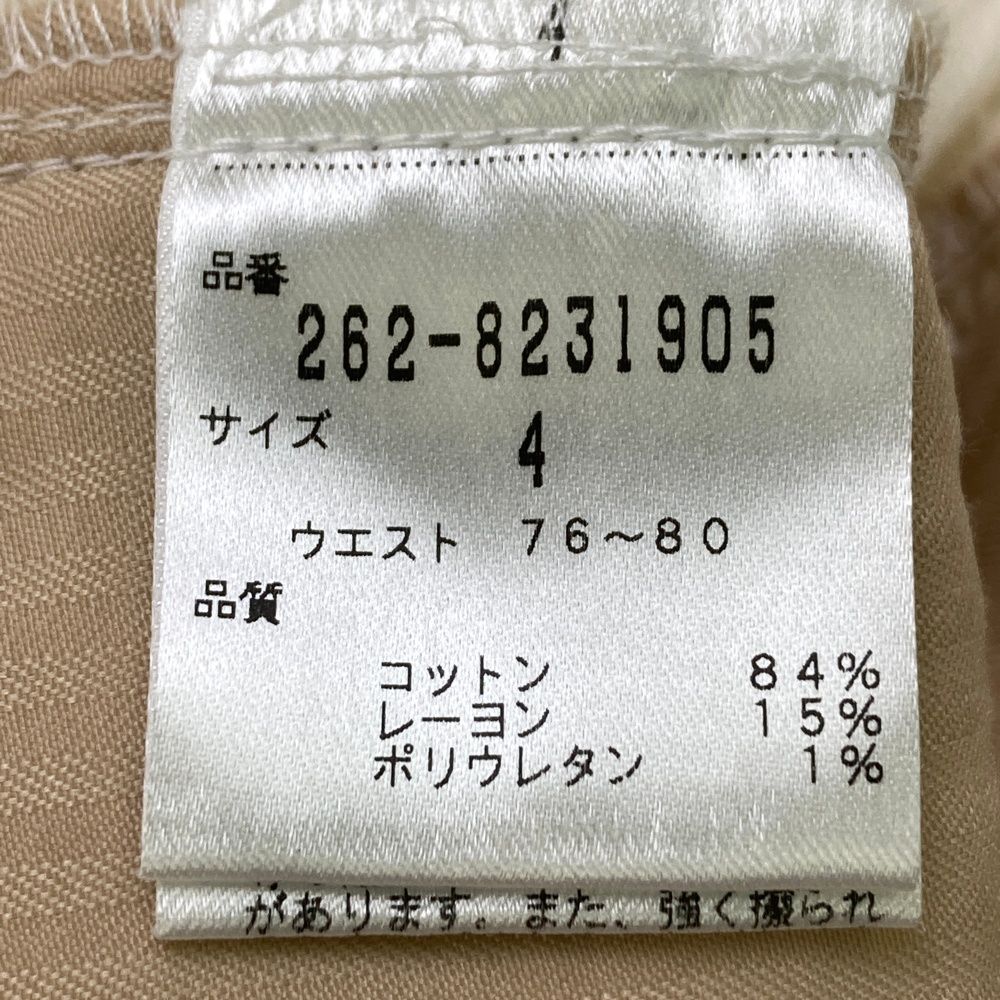 品番
262-8231905
サイズ 4
ウエスト 76～80
品質
コットン 84%
レーヨン 15%
ポリウレタン 1%
があります。また、強く擦られ